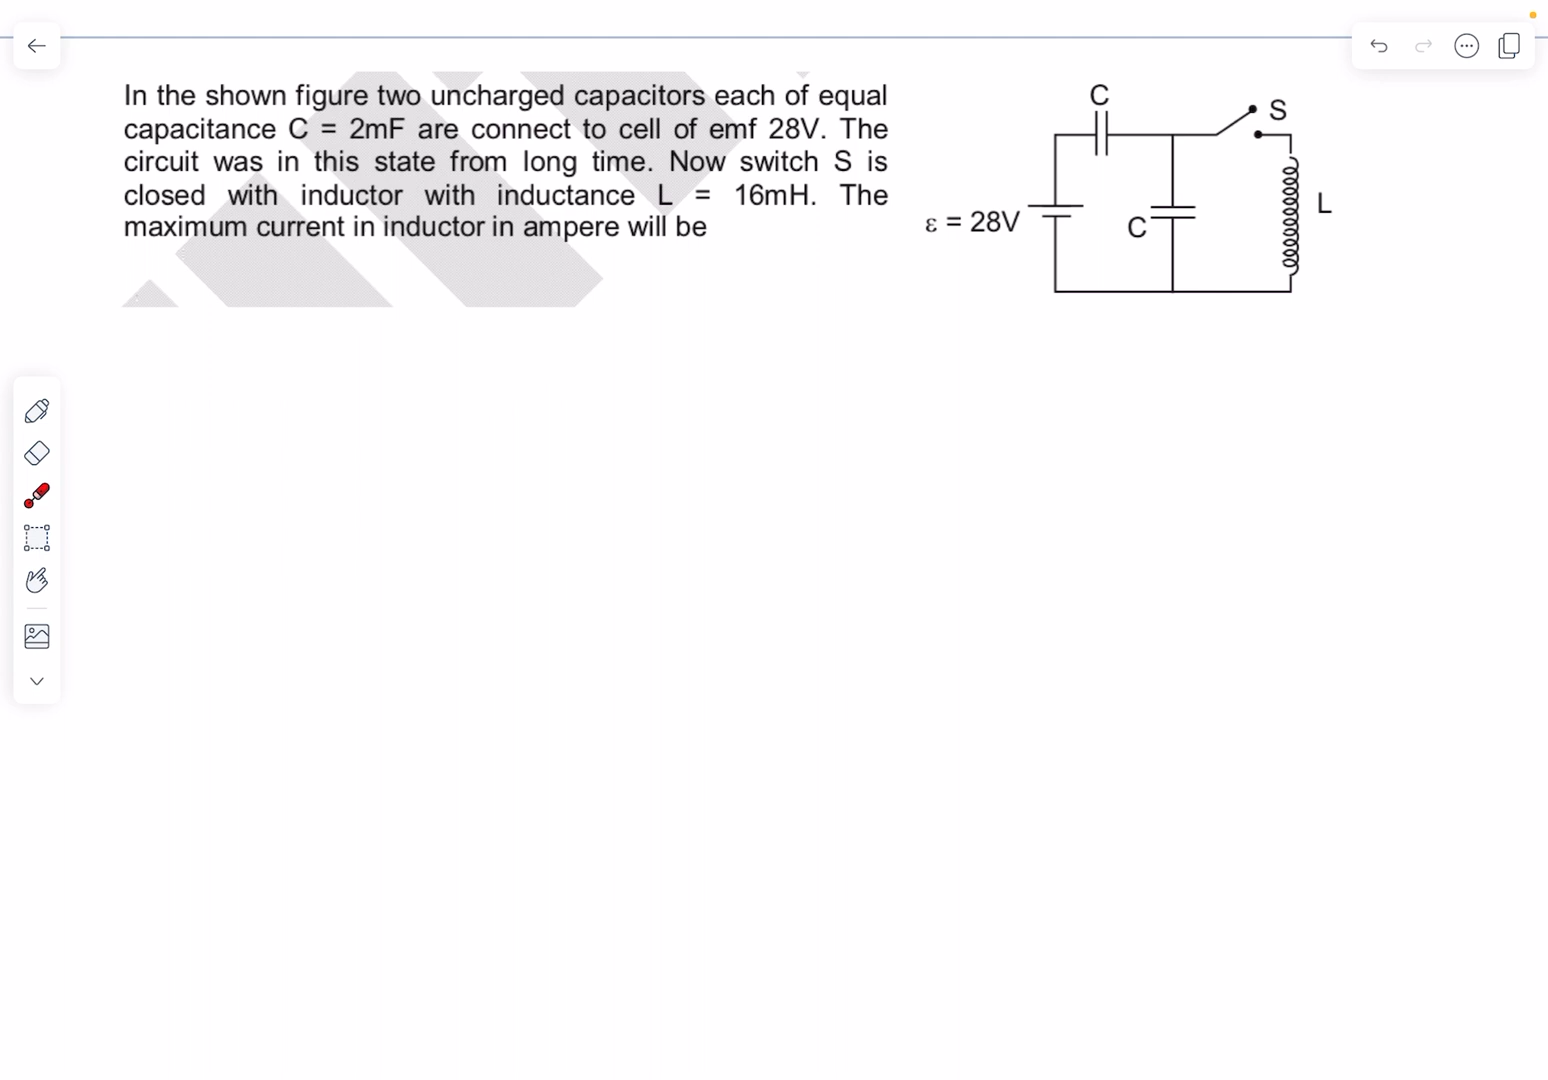 In the shown figure two uncharged capacitors each of equal
capacitance C = 2mF are connect to cell of emf 28V. The
circuit was in this state from long time. Now switch S is
closed with inductor with inductance L = 16mH. The
maximum current in inductor in ampere will be
C
S
L
ε = 28V
C